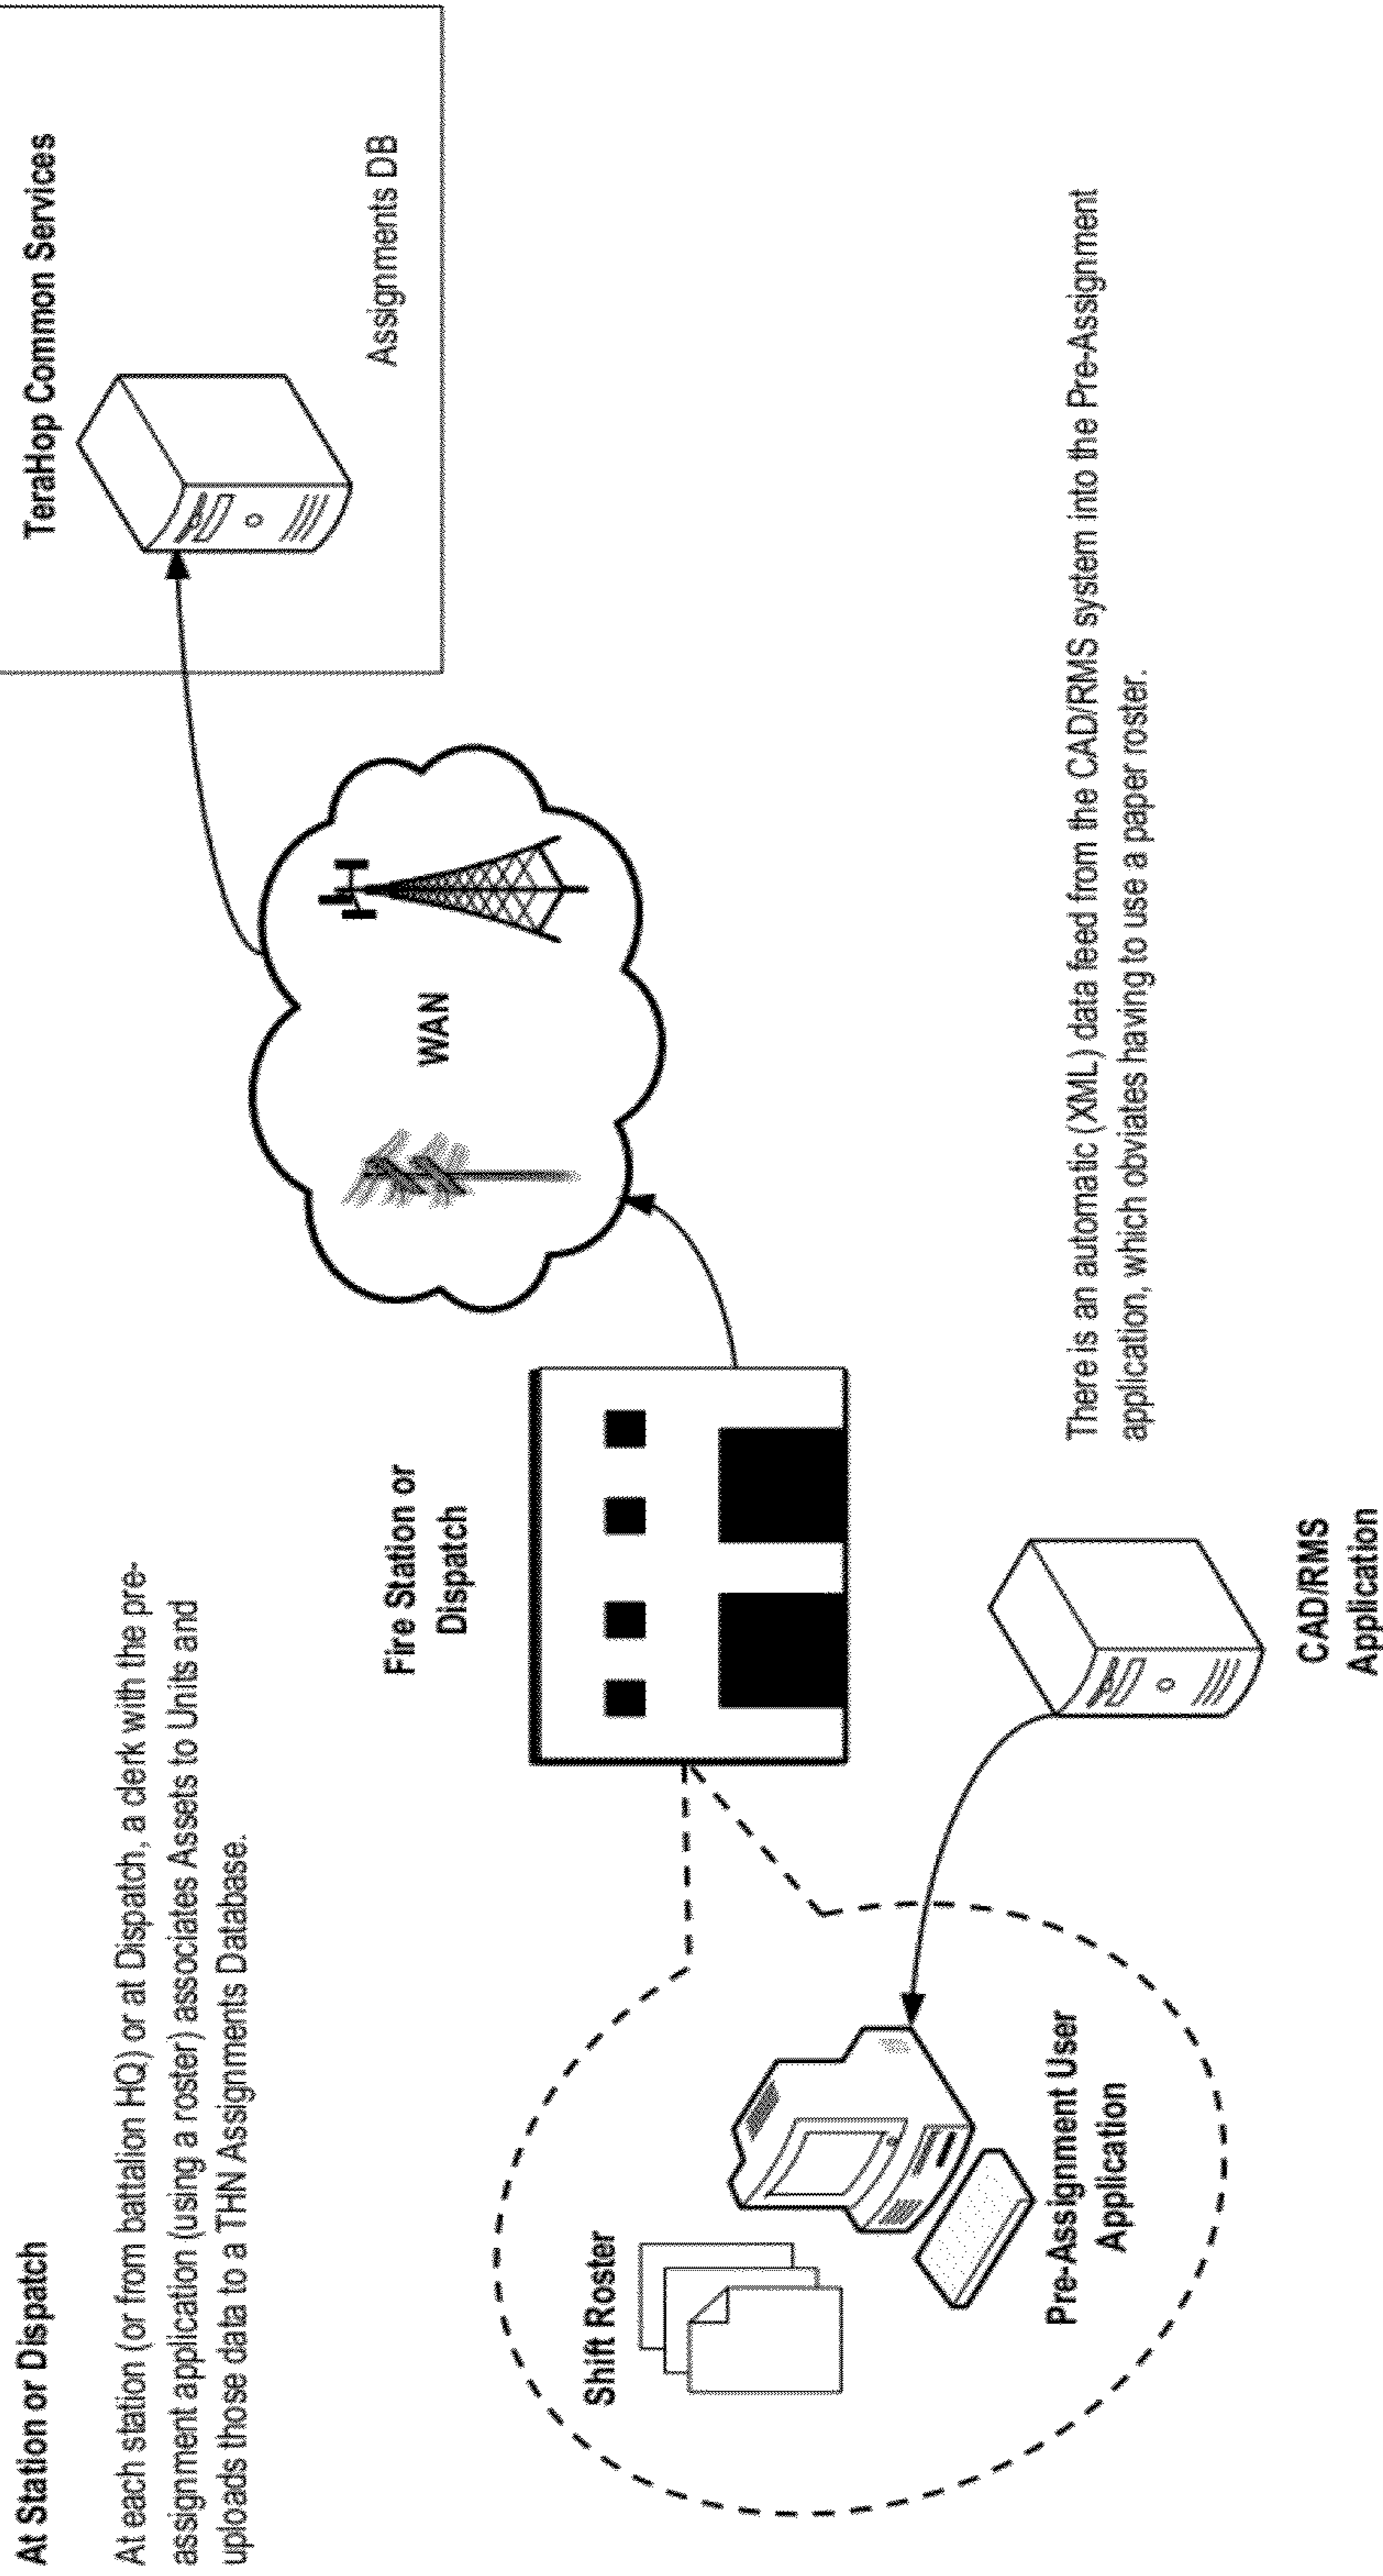 At Station or Dispatch
At each station (or from battalion HQ) or at Dispatch, a clerk with the pre-
assignment application (using a roster) associates Assets to Units and
uploads those data to a THN Assignments Database.
TeraHop Common Services
Assignments DB
WAN
Fire Station or
Dispatch
Shift Roster
Pre-Assignment User
Application
CAD/RMS
Application
There is an automatic (XML) data feed from the CAD/RMS system into the Pre-Assignment
application, which obviates having to use a paper roster.